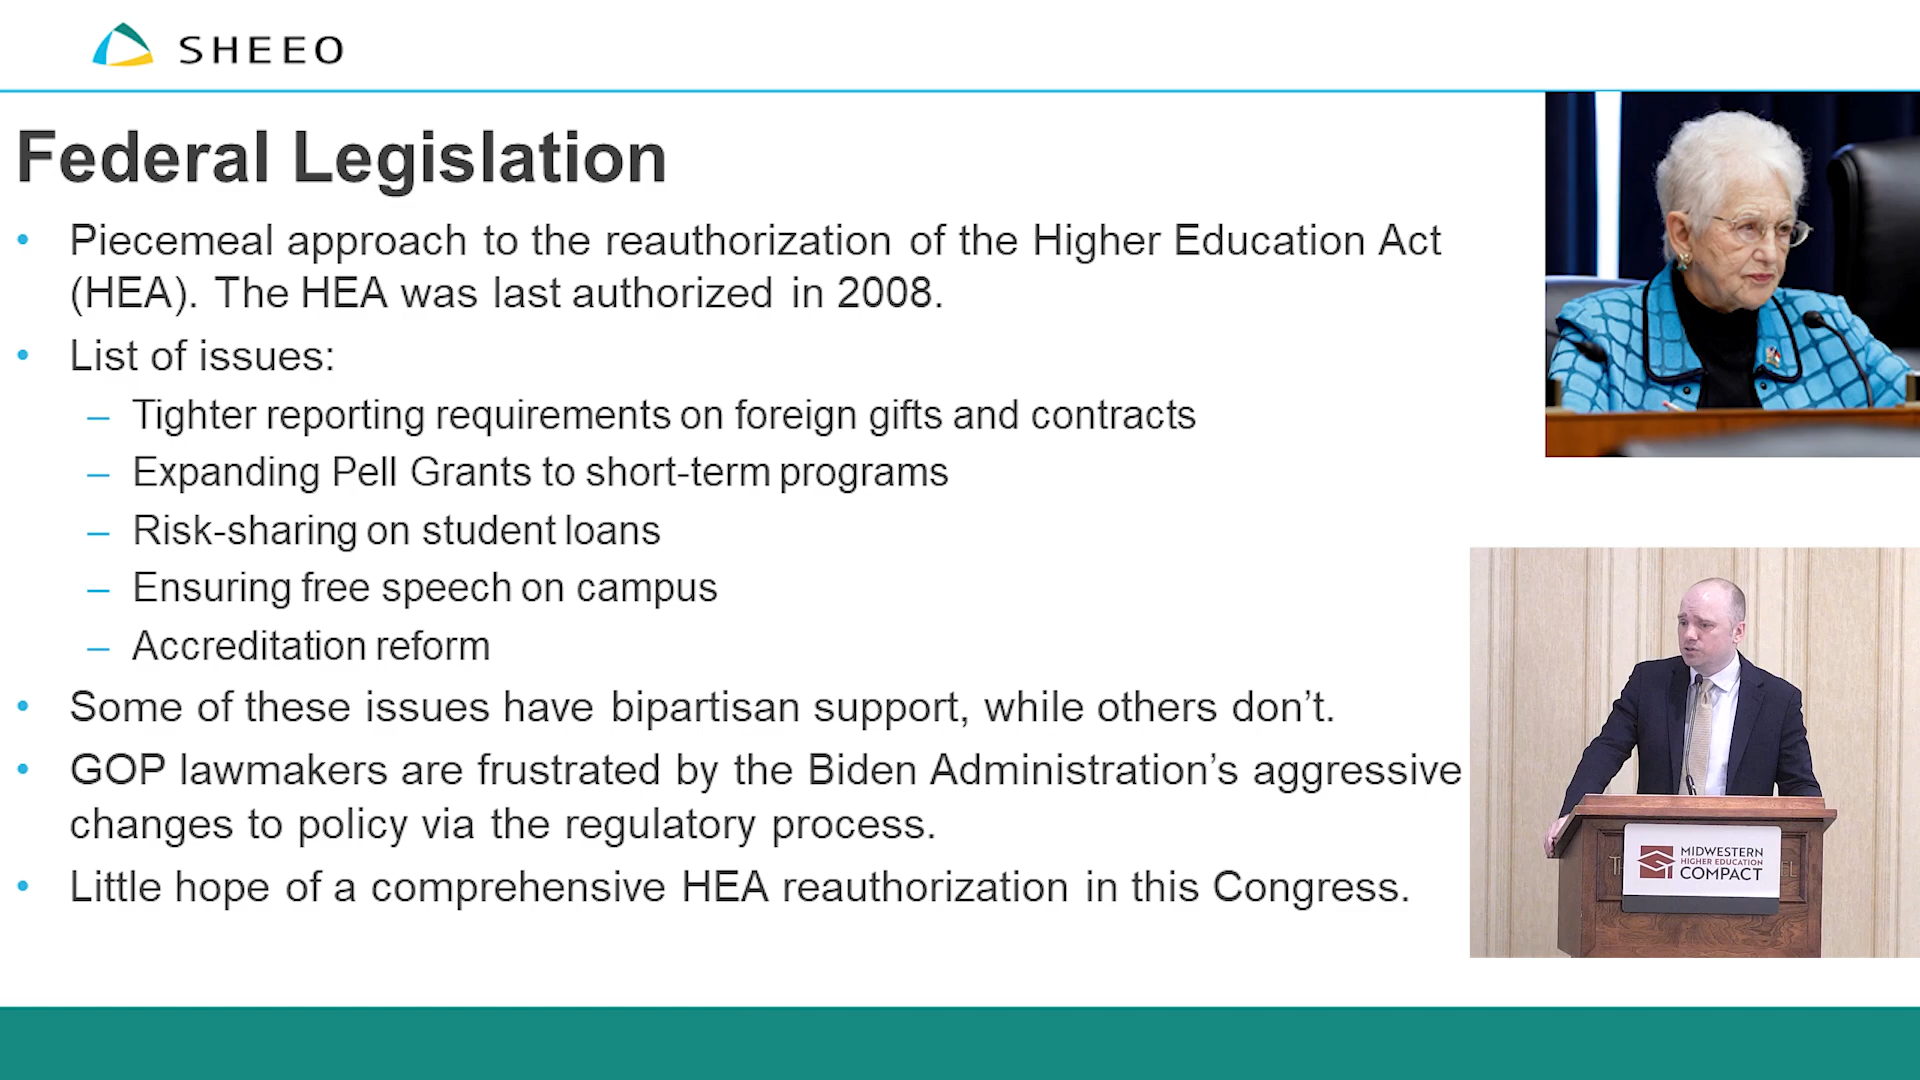 SHEEO
Federal Legislation
• Piecemeal approach to the reauthorization of the Higher Education Act
(HEA). The HEA was last authorized in 2008.
• List of issues:
– Tighter reporting requirements on foreign gifts and contracts
– Expanding Pell Grants to short-term programs
– Risk-sharing on student loans
– Ensuring free speech on campus
– Accreditation reform
• Some of these issues have bipartisan support, while others don’t.
• GOP lawmakers are frustrated by the Biden Administration’s aggressive
changes to policy via the regulatory process.
• Little hope of a comprehensive HEA reauthorization in this Congress.
MIDWESTERN
HIGHER EDUCATION
COMPACT